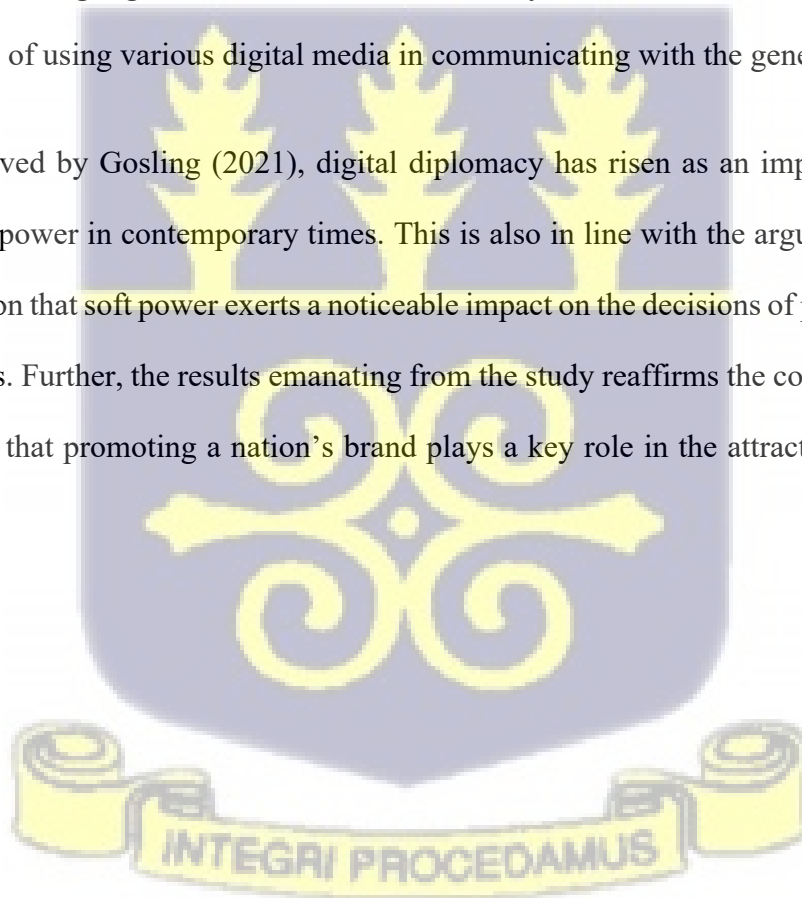 of using various digital media in communicating with the gene
ved by Gosling (2021), digital diplomacy has risen as an imp
power in contemporary times. This is also in line with the argu
on that soft power exerts a noticeable impact on the decisions of
s. Further, the results emanating from the study reaffirms the co
that promoting a nation’s brand plays a key role in the attract
INTEGRI PROCEDAMUS